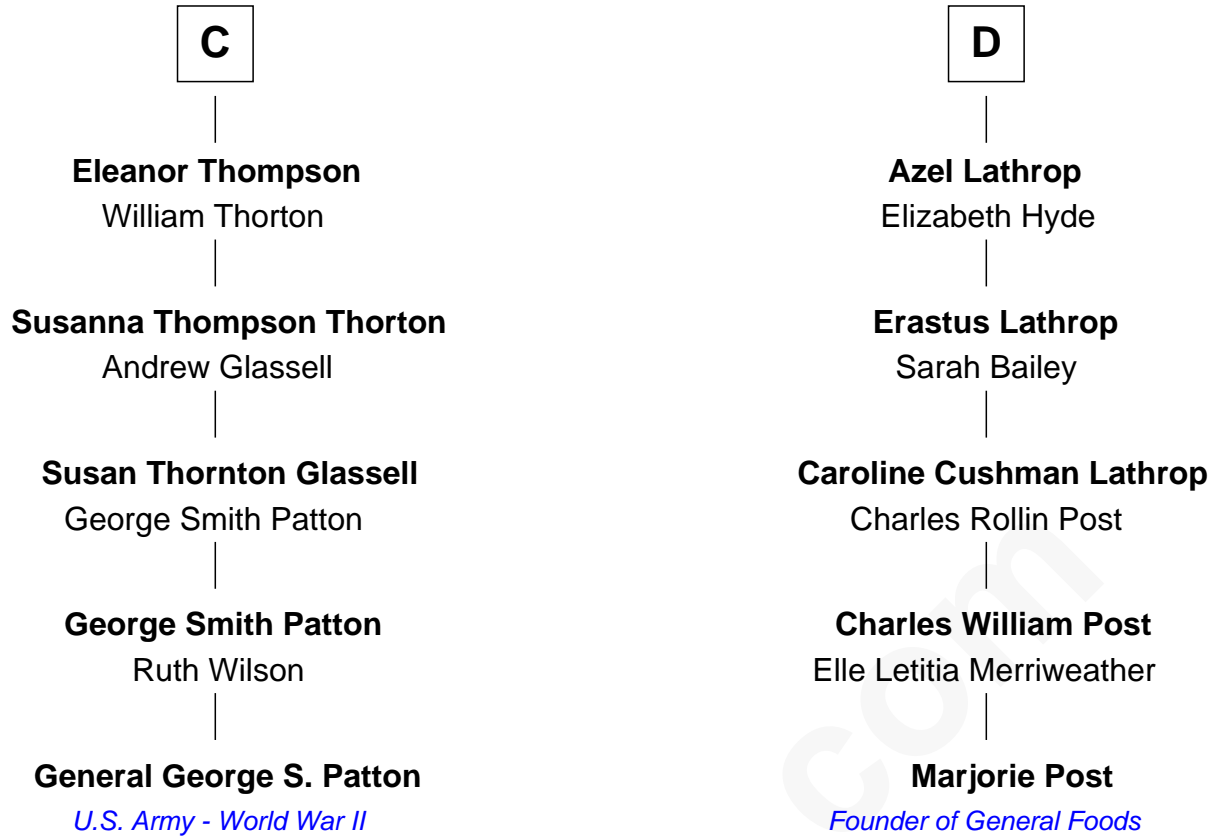 C
Eleanor Thompson
William Thorton
Susanna Thompson Thorton
Andrew Glassell
Susan Thornton Glassell
George Smith Patton
George Smith Patton
Ruth Wilson
General George S. Patton
U.S. Army - World War II
D
Azel Lathrop
Elizabeth Hyde
Erastus Lathrop
Sarah Bailey
Caroline Cushman Lathrop
Charles Rollin Post
Charles William Post
Elle Letitia Merriweather
Marjorie Post
Founder of General Foods
com